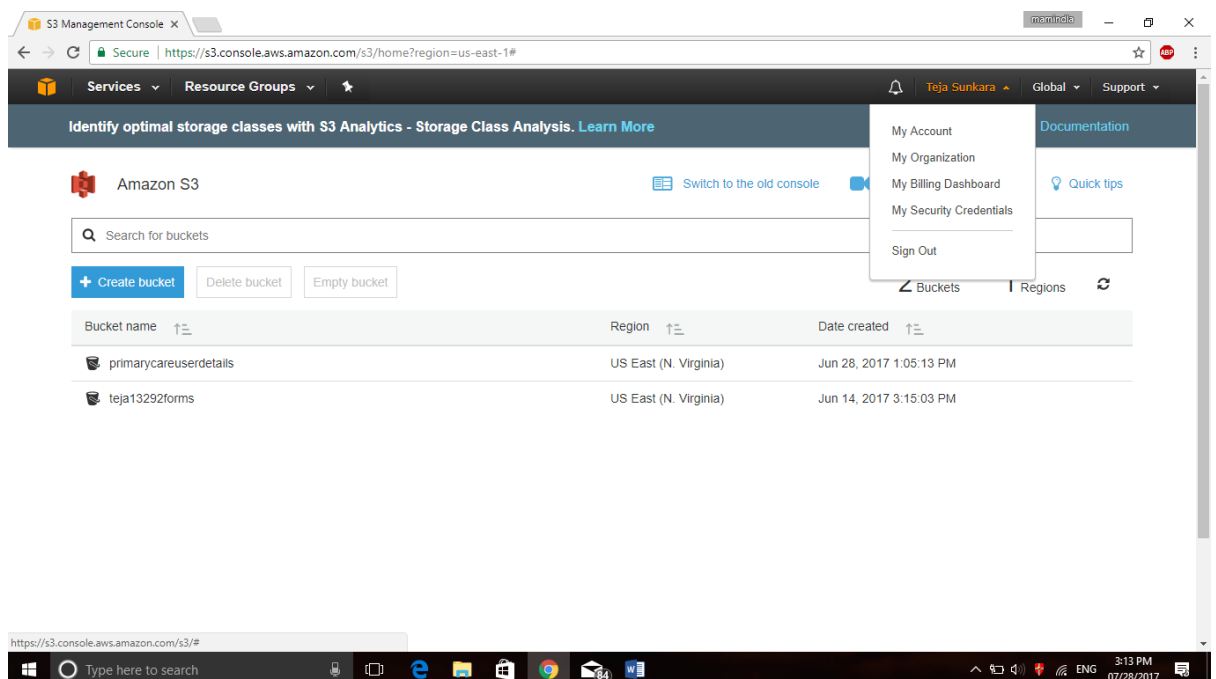 S3 Management Console
mamindla
Secure | https://s3.console.aws.amazon.com/s3/home?region=us-east-1#
ABP
Services Resource Groups Teja Sunkara Global Support
Identify optimal storage classes with S3 Analytics - Storage Class Analysis. Learn More Documentation
My Account
My Organization
My Billing Dashboard
My Security Credentials
Sign Out
Amazon S3 Switch to the old console Quick tips
Search for buckets
Create bucket Delete bucket Empty bucket 2 Buckets 1 Regions
Bucket name Region Date created
primarycareuserdetails US East (N. Virginia) Jun 28, 2017 1:05:13 PM
teja13292forms US East (N. Virginia) Jun 14, 2017 3:15:03 PM
https://s3.console.aws.amazon.com/s3/#
Type here to search 84 ENG 3:13 PM
07/28/2017